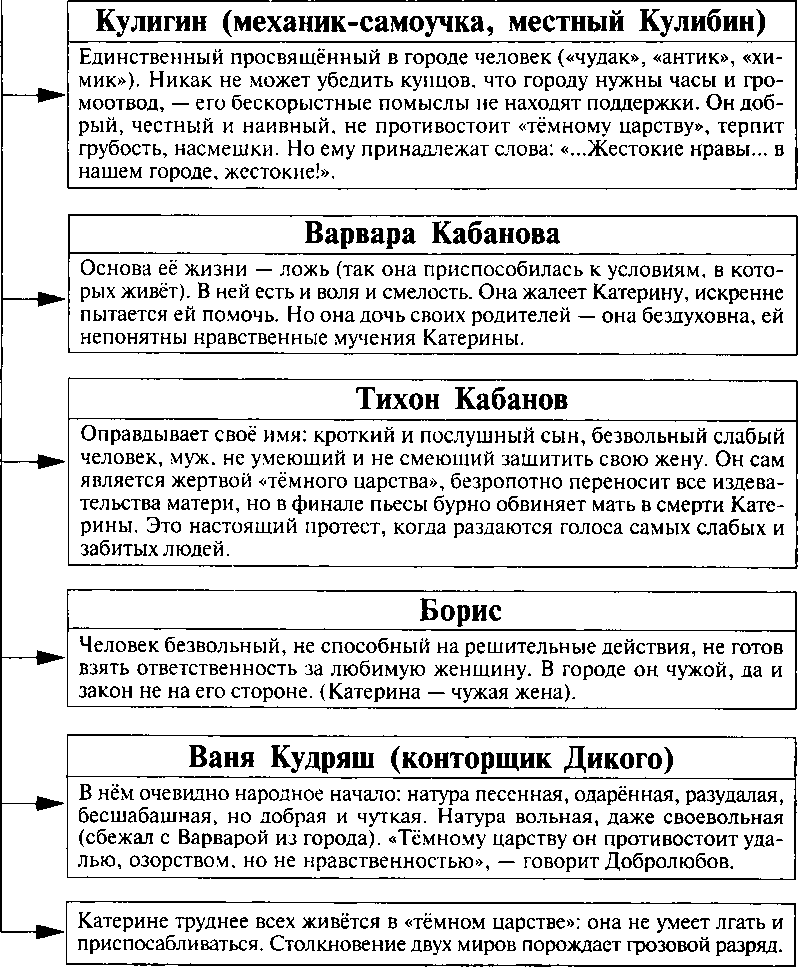 Кулигин (механик-самоучка, местный Кулибин)
Единственный просвящённый в городе человек («чудак», «антик», «хи-
мик»). Никак не может убедить купцов, что городу нужны часы и гро-
моотвод, — его бескорыстные помыслы не находят поддержки. Он доб-
рый, честный и наивный, не противостоит «тёмному царству», терпит
грубость, насмешки. Но ему принадлежат слова: «...Жестокие нравы... в
нашем городе, жестокие!».
Варвара Кабанова
Основа её жизни — ложь (так она приспособилась к условиям, в кото-
рых живёт). В ней есть и воля и смелость. Она жалеет Катерину, искренне
пытается ей помочь. Но она дочь своих родителей — она бездуховна, ей
непонятны нравственные мучения Катерины.
Тихон Кабанов
Оправдывает своё имя: кроткий и послушный сын, безвольный слабый
человек, муж, не умеющий и не смеющий защитить свою жену. Он сам
является жертвой «тёмного царства», безропотно переносит все издева-
тельства матери, но в финале пьесы бурно обвиняет мать в смерти Кате-
рины. Это настоящий протест, когда раздаются голоса самых слабых и
забитых людей.
Борис
Человек безвольный, не способный на решительные действия, не готов
взять ответственность за любимую женщину. В городе он чужой, да и
закон не на его стороне. (Катерина — чужая жена).
Ваня Кудряш (конторщик Дикого)
В нём очевидно народное начало: натура песенная, одарённая, разудалая,
бесшабашная, но добрая и чуткая. Натура вольная, даже своевольная
(сбежал с Варварой из города). «Тёмному царству он противостоит уда-
лью, озорством, но не нравственностью», — говорит Добролюбов.
Катерине труднее всех живётся в «тёмном царстве»: она не умеет лгать и
приспосабливаться. Столкновение двух миров порождает грозовой разряд.